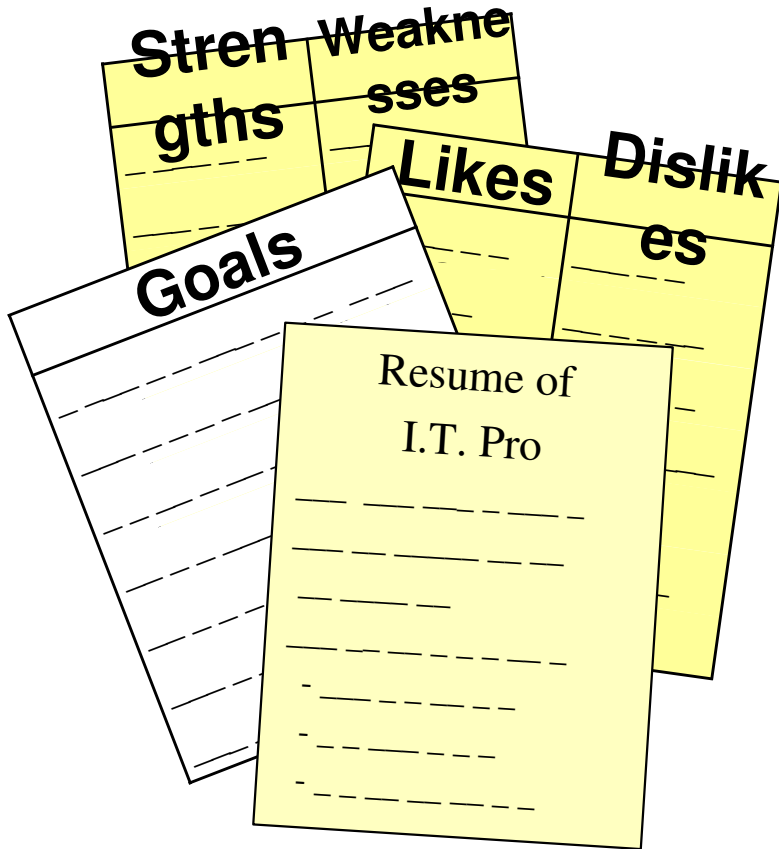 Stren
gths
Weakne
sses
Likes
Dislik
es
Goals
Resume of
I.T. Pro
-
-
-